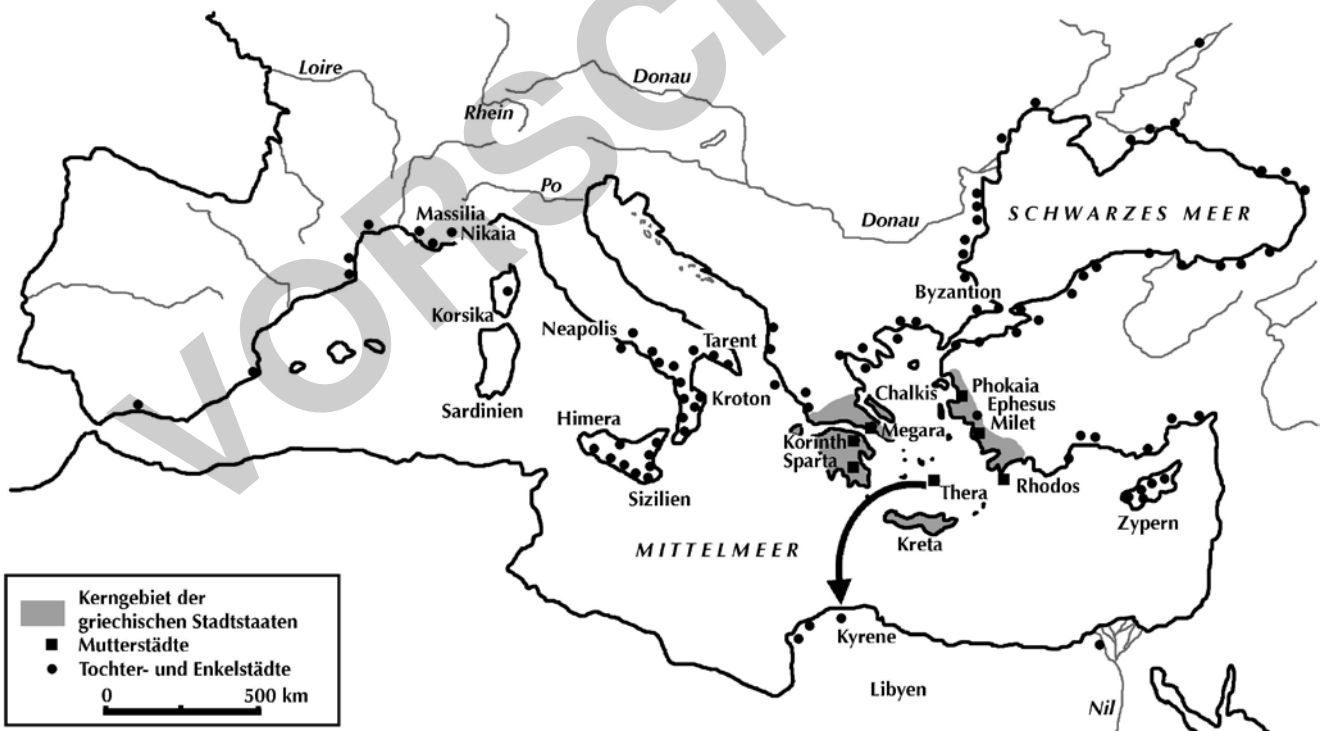 Loire
Donau
Rhein
Po
Donau
SCHWARZES MEER
Massilia
Nikaia
Byzantion
Korsika
Neapolis
Tarent
Sardinien
Himera
Kroton
Sizilien
Chalkis
Phokaia
Ephesus
Milet
Megara
Korinth
Sparta
Thera
Rhodos
Zypern
Kreta
MITTELMEER
Kyrene
Libyen
Nil
Kerngebiet der
griechischen Stadtstaaten
Mutterstädte
Tochter- und Enkelstädte
0 500 km
VORSC